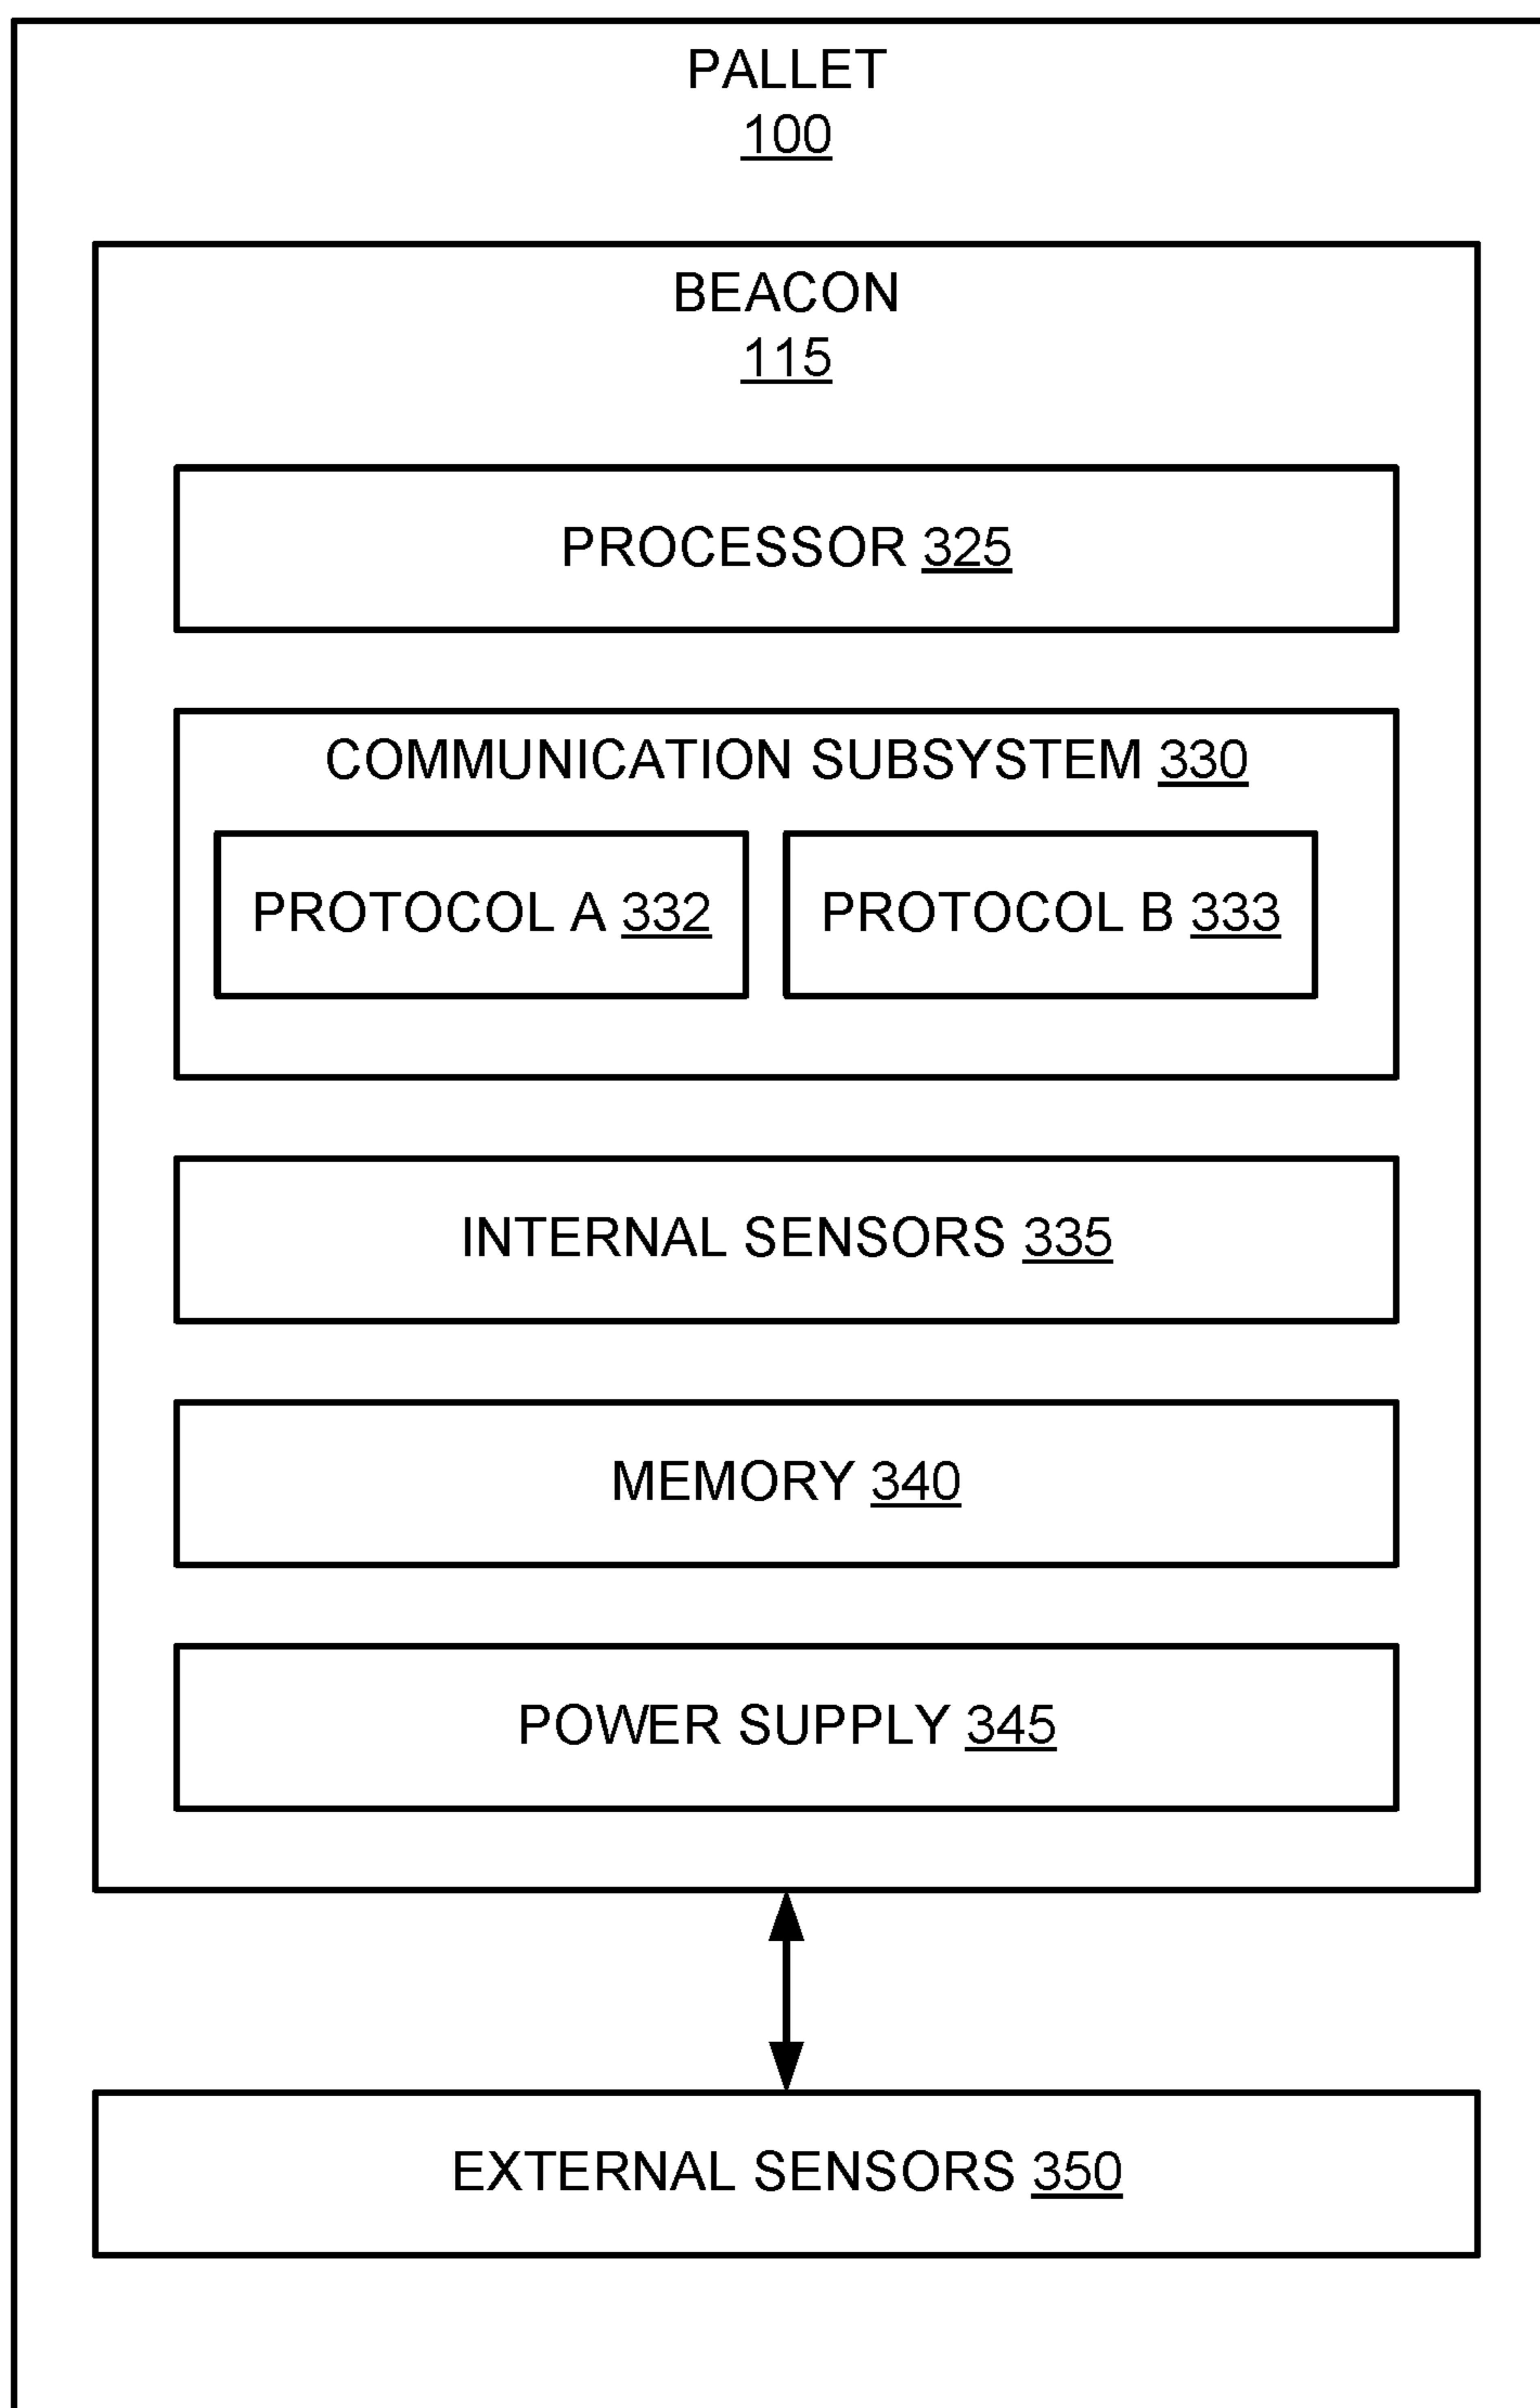 PALLET
100
BEACON
115
PROCESSOR 325
COMMUNICATION SUBSYSTEM 330
PROTOCOL A 332
PROTOCOL B 333
INTERNAL SENSORS 335
MEMORY 340
POWER SUPPLY 345
EXTERNAL SENSORS 350